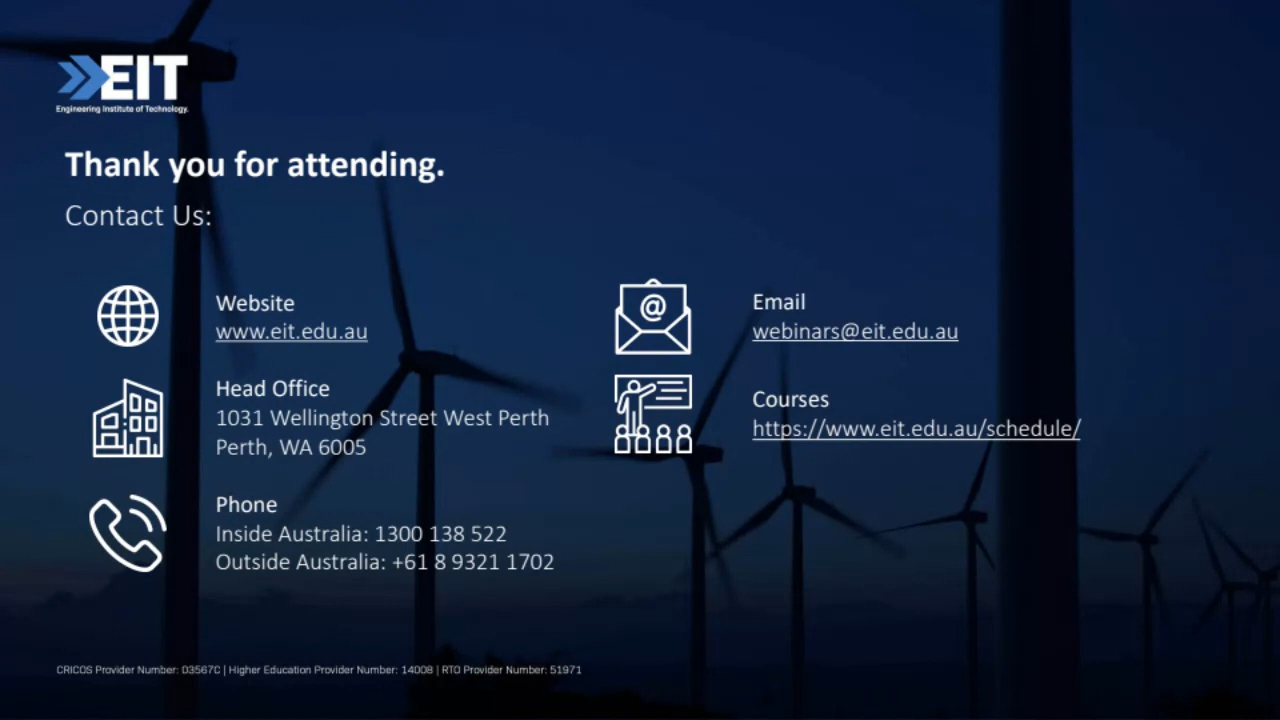 EIT
Engineering Institute of Technology.
Thank you for attending.
Contact Us:
Website
www.eit.edu.au
Head Office
1031 Wellington Street West Perth
Perth, WA 6005
Phone
Inside Australia: 1300 138 522
Outside Australia: +61 8 9321 1702
@
Email
webinars@eit.edu.au
Courses
https://www.eit.edu.au/schedule/
CRICOS Provider Number: 03567C | Higher Education Provider Number: 14008 | RTO Provider Number: 51971